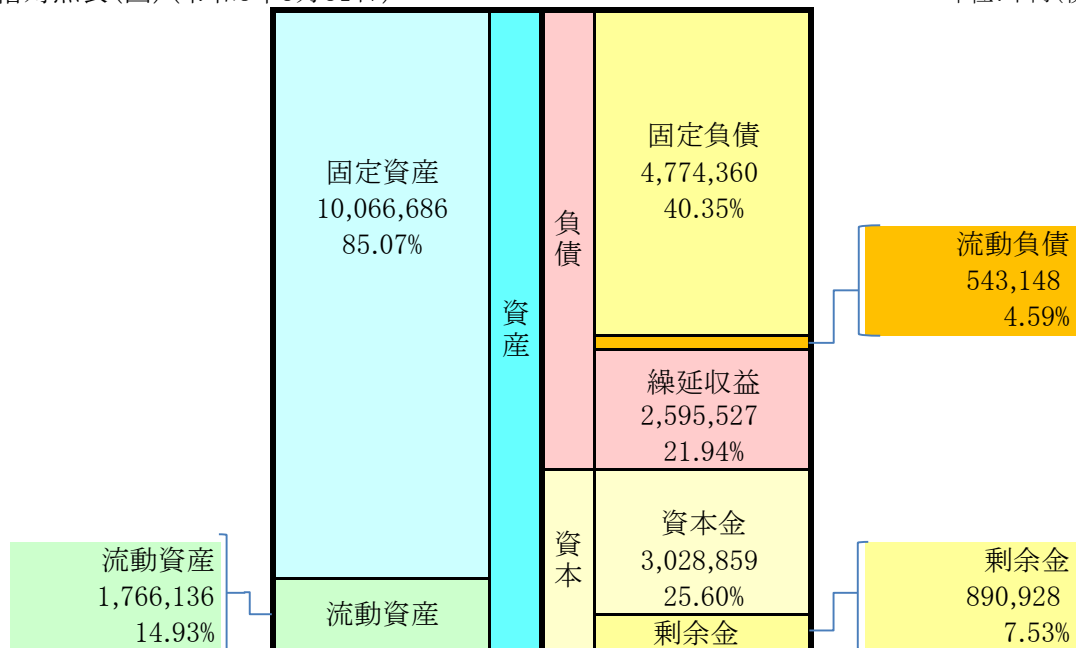 固定資産
10,066,686
85.07%
流動資産
1,766,136
14.93%
流動資産
資産
負債
固定負債
4,774,360
40.35%
流動負債
543,148
4.59%
繰延収益
2,595,527
21.94%
資本
資本金
3,028,859
25.60%
剰余金
剰余金
890,928
7.53%